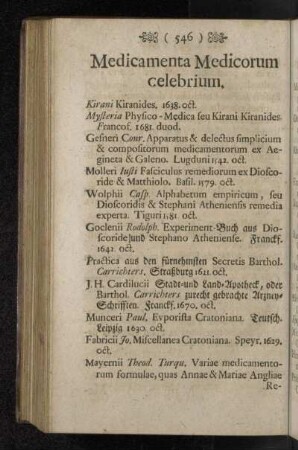 ( 546 )
Medicamenta Medicorum
celebrium.
Kirani Kiranides. 1638. oct.
Mysteria Physico-Medica seu Kirani Kiranides
Francof. 1681. duod.
Gesneri Conr. Apparatus & delectus simplicium
& compositorum medicamentorum ex Ae-
gineta & Galeno. Lugduni 1542. oct.
Molleri Justi Fasciculus remediorum ex Diosco-
ride & Matthiolo. Basil. 1579. oct.
Wolphii Casp. Alphabetum empiricum, seu
Dioscoridis & Stephani Atheniensis remedia
experta. Tiguri 1581. oct.
Goclenii Rodolph. Experiment-Buch aus Dio-
scoride und Stephano Atheniense. Franckf.
1642. oct.
Practica aus den fürnehmsten Secretis Barthol.
Carrichters, Straßburg 1611. oct.
J.H. Cardilucii Stadt-und Land-Apotheck, oder
Barthol. Carrichters zurecht gebrachte Artzney-
Schrifften. Franckf. 1670. oct.
Munceri Paul. Euporista Cratoniana. Teutsch.
Leipzig 1630. oct.
Fabricii Jo. Miscellanea Cratoniana. Speyr. 1629.
oct.
Mayernii Theod. Turqu. Variae medicamento-
rum formulae, quas Annae & Mariae Angliae
Re-